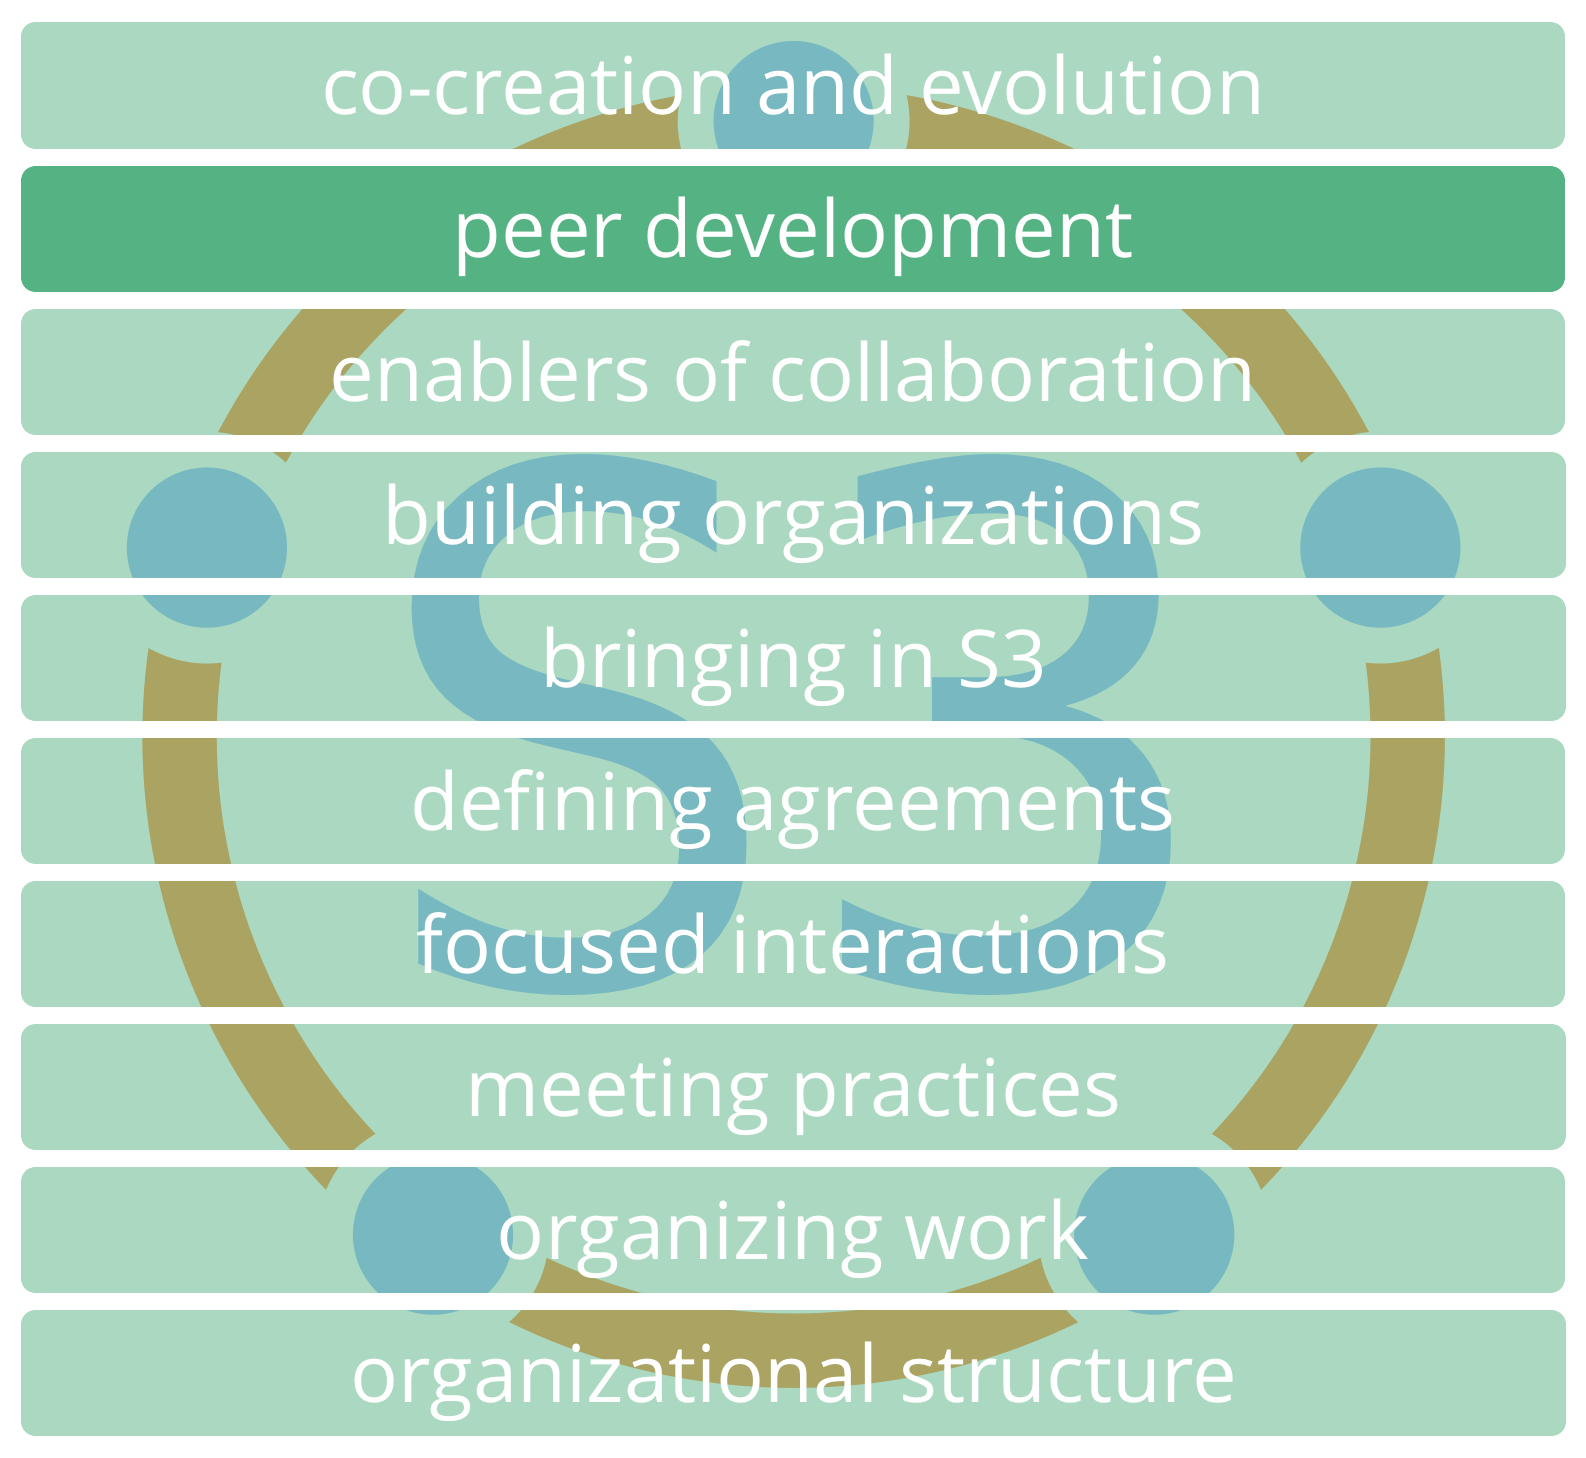 co-creation and evolution
peer development
enablers of collaboration
building organizations
bringing in S3
defining agreements
focused interactions
meeting practices
organizing work
organizational structure
S3